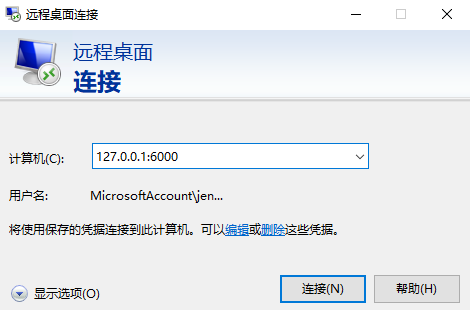 远程桌面连接
远程桌面
连接
计算机(C): 127.0.0.1:6000
用户名: MicrosoftAccount\jen...
将使用保存的凭据连接到此计算机。可以编辑或删除这些凭据。
显示选项(O) 连接(N) 帮助(H)